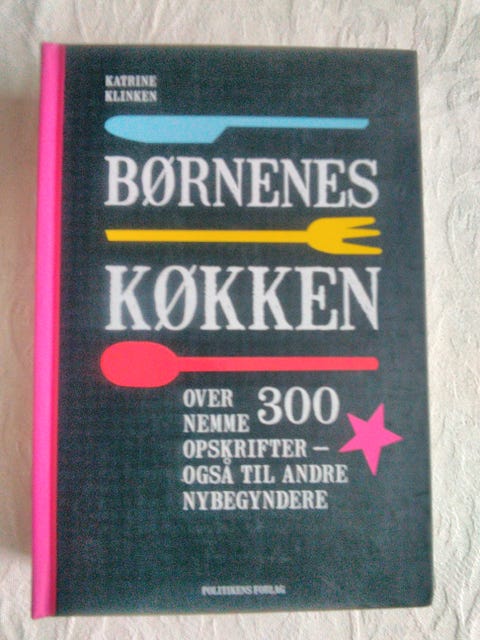 KATRINE
KLINKEN
BØRNENES
KØKKEN
OVER 300
NEMME
OPSKRIFTER –
OGSÅ TIL ANDRE
NYBEGYNDERE
POLITIKENS FORLAG